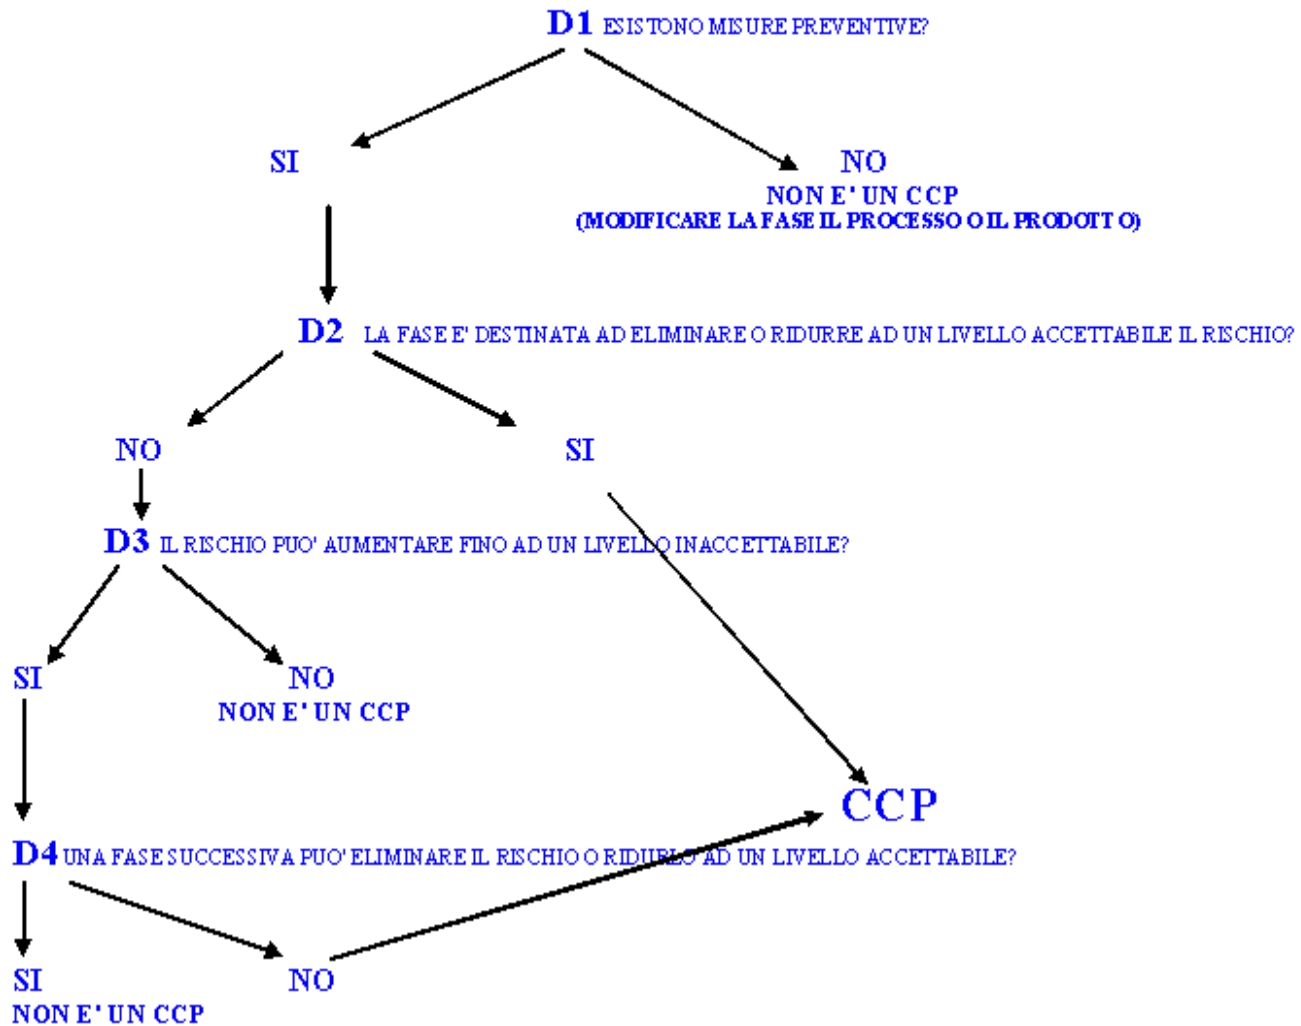 D1 ESISTONO MISURE PREVENTIVE?
SI
NO
NON E' UN CCP
(MODIFICARE LA FASE IL PROCESSO O IL PRODOTTO)
D2 LA FASE E' DESTINATA AD ELIMINARE O RIDURRE AD UN LIVELLO ACCETTABILE IL RISCHIO?
NO
SI
D3 IL RISCHIO PUO' AUMENTARE FINO AD UN LIVELLO INACCETTABILE?
SI
NO
NON E' UN CCP
CCP
D4 UNA FASE SUCCESSIVA PUO' ELIMINARE IL RISCHIO O RIDURLO AD UN LIVELLO ACCETTABILE?
SI
NO
NON E' UN CCP